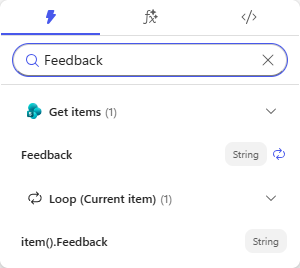 Feedback
Get items (1)
Feedback String
Loop (Current item) (1)
item().Feedback String